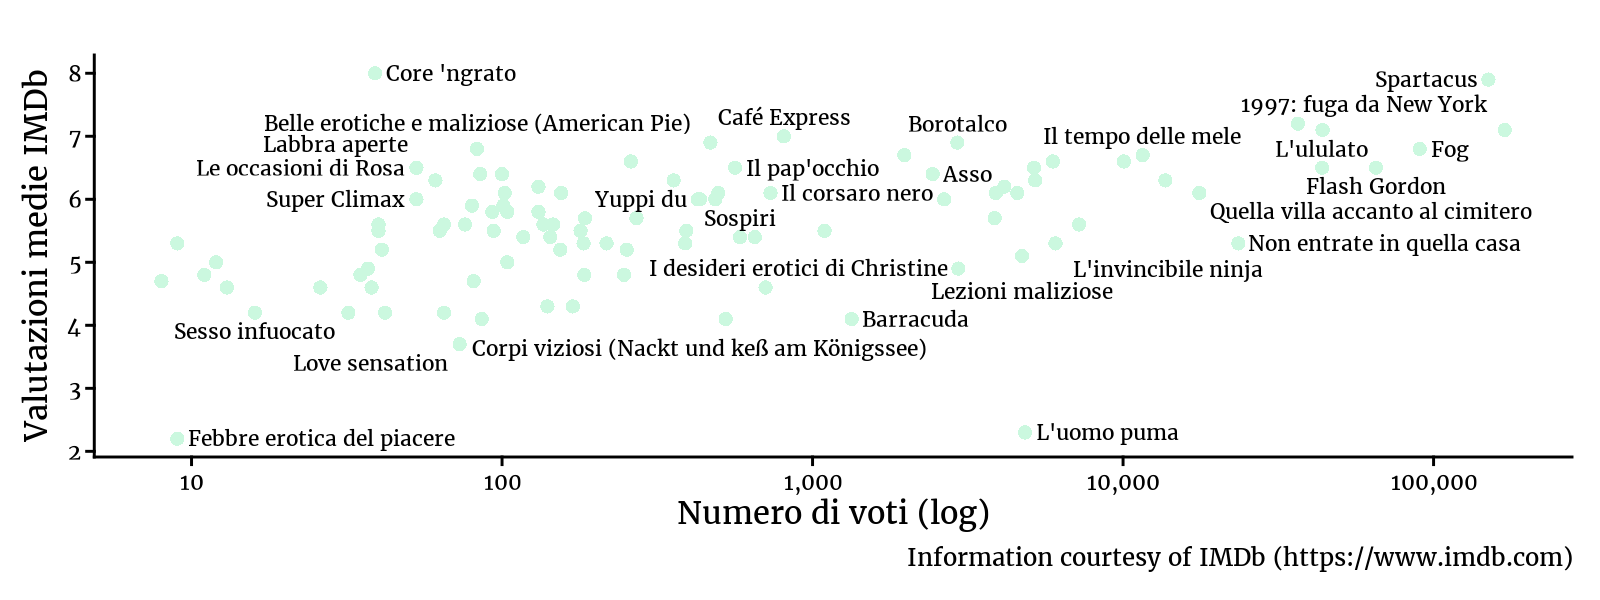 Valutazioni medie IMDb
8
7
6
5
4
3
2
Core 'ngrato
Spartacus
1997: fuga da New York
Café Express
Belle erotiche e maliziose (American Pie)
Borotalco
Il tempo delle mele
Labbra aperte
L'ululato
Fog
Le occasioni di Rosa
Il pap'occhio
Asso
Flash Gordon
Super Climax
Yuppi du
Il corsaro nero
Sospiri
Quella villa accanto al cimitero
Non entrate in quella casa
I desideri erotici di Christine
L'invincibile ninja
Lezioni maliziose
Sesso infuocato
Barracuda
Love sensation
Corpi viziosi (Nackt und keß am Königssee)
Febbre erotica del piacere
L'uomo puma
10
100
1,000
10,000
100,000
Numero di voti (log)
Information courtesy of IMDb (https://www.imdb.com)